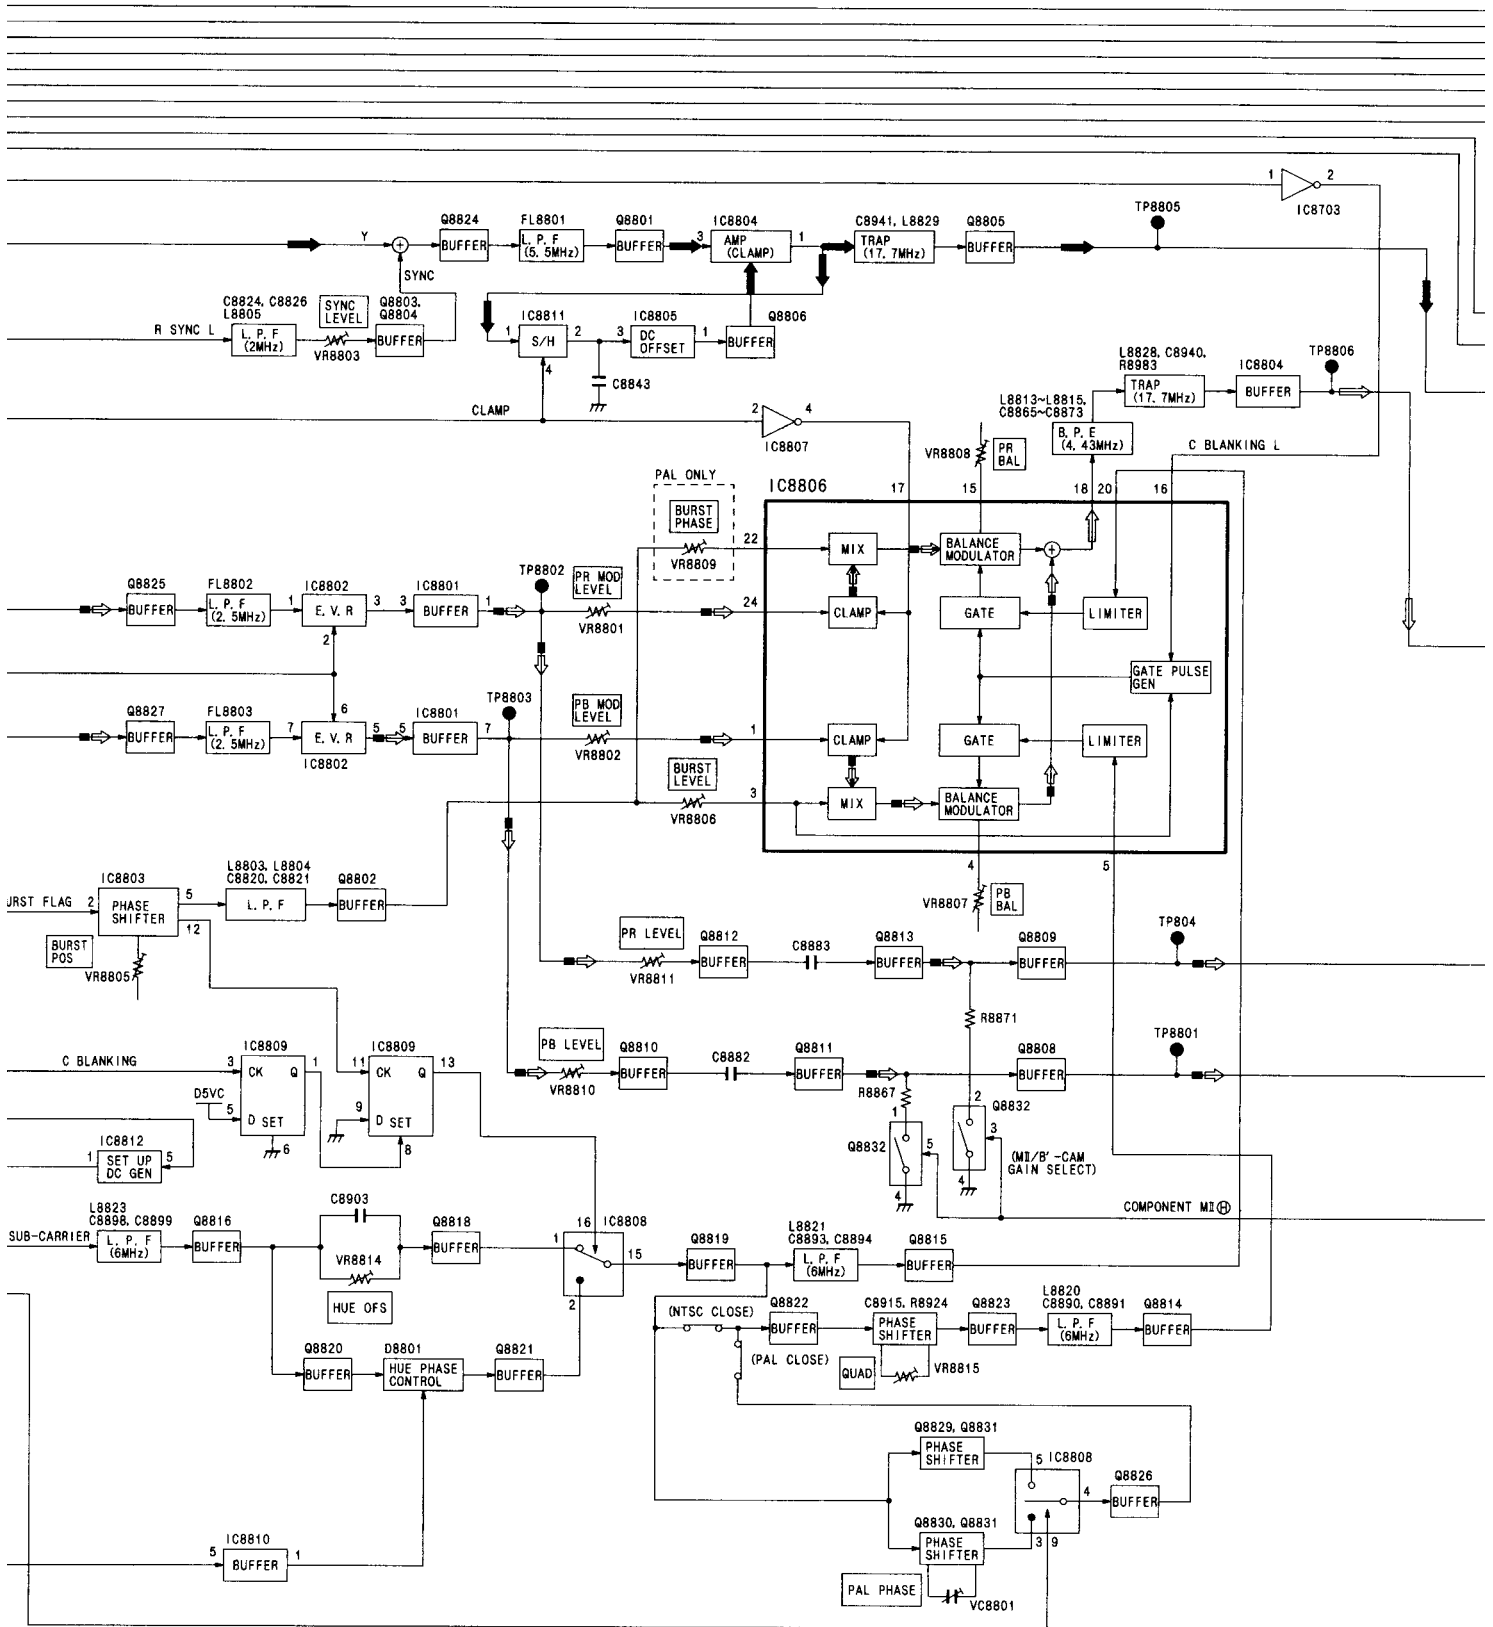 1 2
IC8703
TP8805
Q8824 FL8801 Q8801 IC8804 C8941, L8829 Q8805
Y BUFFER L. P. F (5. 5MHz) BUFFER 3 AMP (CLAMP) 1 TRAP (17. 7MHz) BUFFER
SYNC
C8824, C8826 L8805 SYNC LEVEL Q8803, Q8804 IC8811 IC8805 Q8806
R SYNC L L. P. F (2MHz) VR8803 BUFFER 1 S/H 2 3 DC OFFSET 1 BUFFER
4 C8843
L8828, C8940, R8983 IC8804 TP8806
TRAP (17. 7MHz) BUFFER
L8813~L8815, C8865~C8873
B. P. E (4. 43MHz)
CLAMP 2 4 IC8807
C BLANKING L
VR8808 PR BAL
PAL ONLY
IC8806 17 15 18 20 16
BURST PHASE
VR8809 22 MIX BALANCE MODULATOR
Q8825 FL8802 IC8802 IC8801 TP8802 PR MOD LEVEL
BUFFER L. P. F (2. 5MHz) 1 E. V. R 3 3 BUFFER 1 VR8801 24 CLAMP GATE LIMITER
2
GATE PULSE GEN
6
Q8827 FL8803 IC8801 TP8803 PB MOD LEVEL
BUFFER L. P. F (2. 5MHz) 7 E. V. R 5 5 BUFFER 7 VR8802 1 CLAMP GATE LIMITER
IC8802
BURST LEVEL
VR8806 3 MIX BALANCE MODULATOR
4 5
VR8807 PB BAL
L8803, L8804 C8820, C8821
IC8803 Q8802
URST FLAG 2 PHASE SHIFTER 5 L. P. F BUFFER
12
BURST POS
VR8805
PR LEVEL Q8812 C8883 Q8813 Q8809 TP804
VR8811 BUFFER BUFFER BUFFER
R8871
PB LEVEL Q8810 C8882 Q8811 Q8808 TP8801
VR8810 BUFFER BUFFER BUFFER
R8867
IC8809 IC8809
C BLANKING 3 CK Q 1 11 CK Q 13
D5VC
5 D SET 9 D SET
6 8
IC8812
1 SET UP DC GEN 5
1 Q8832 5 4
2 Q8832 3 4
(MII/B'-CAM GAIN SELECT)
COMPONENT MII Ⓗ
L8823 C8898, C8899 Q8816 C8903 Q8818 IC8808
SUB-CARRIER L. P. F (6MHz) BUFFER VR8814 BUFFER 1 16 15 2
HUE OFS
Q8819 L8821 C8893, C8894 Q8815
BUFFER L. P. F (6MHz) BUFFER
(NTSC CLOSE) Q8822 C8915, R8924 Q8823 L8820 C8890, C8891 Q8814
BUFFER PHASE SHIFTER BUFFER L. P. F (6MHz) BUFFER
(PAL CLOSE) QUAD VR8815
Q8820 D8801 Q8821
BUFFER HUE PHASE CONTROL BUFFER
Q8829, Q8831
PHASE SHIFTER 5 IC8808 Q8826
4 BUFFER
Q8830, Q8831
PHASE SHIFTER 3 9
PAL PHASE VC8801
IC8810
5 BUFFER 1